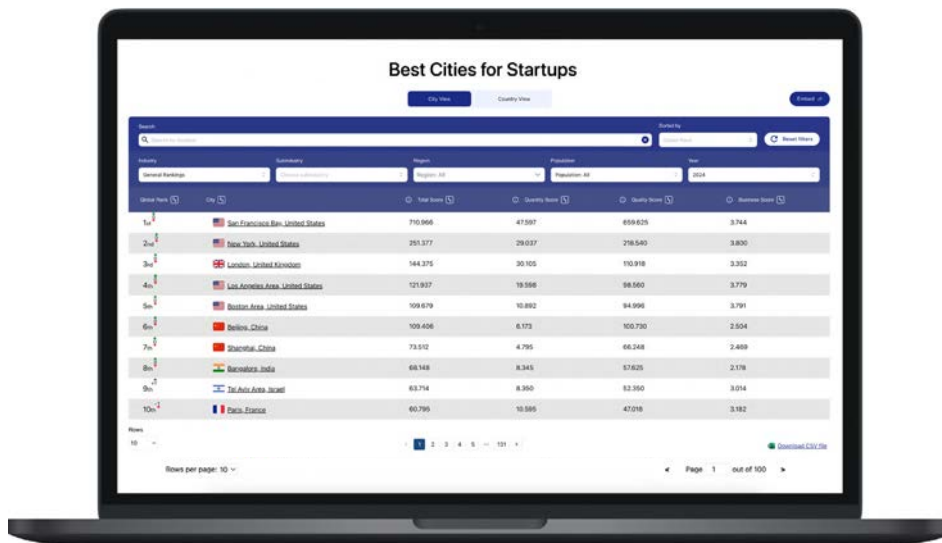 Best Cities for Startups
City View Country View
Embed
Search Sorted by
Search by location Reset filters
Industry Subindustry Region Population Year
General Rankings Choose subindustry Region: All Population: All 2024
Global Rank City Total Score Quantity Score Quality Score Business Score
1st San Francisco Bay, United States 710.966 47.597 659.625 3.744
2nd New York, United States 251.377 29.037 218.540 3.800
3rd London, United Kingdom 144.375 30.105 110.918 3.352
4th Los Angeles Area, United States 121.937 19.598 98.560 3.779
5th Boston Area, United States 109.679 10.892 94.996 3.791
6th Beijing, China 109.406 6.173 100.730 2.504
7th Shanghai, China 73.512 4.795 66.248 2.469
8th Bangalore, India 68.148 8.345 57.625 2.178
9th Tel Aviv Area, Israel 63.714 8.350 52.350 3.014
10th Paris, France 60.795 10.595 47.018 3.182
Rows
10 1 2 3 4 5 ... 131 Download CSV file
Rows per page: 10 Page 1 out of 100